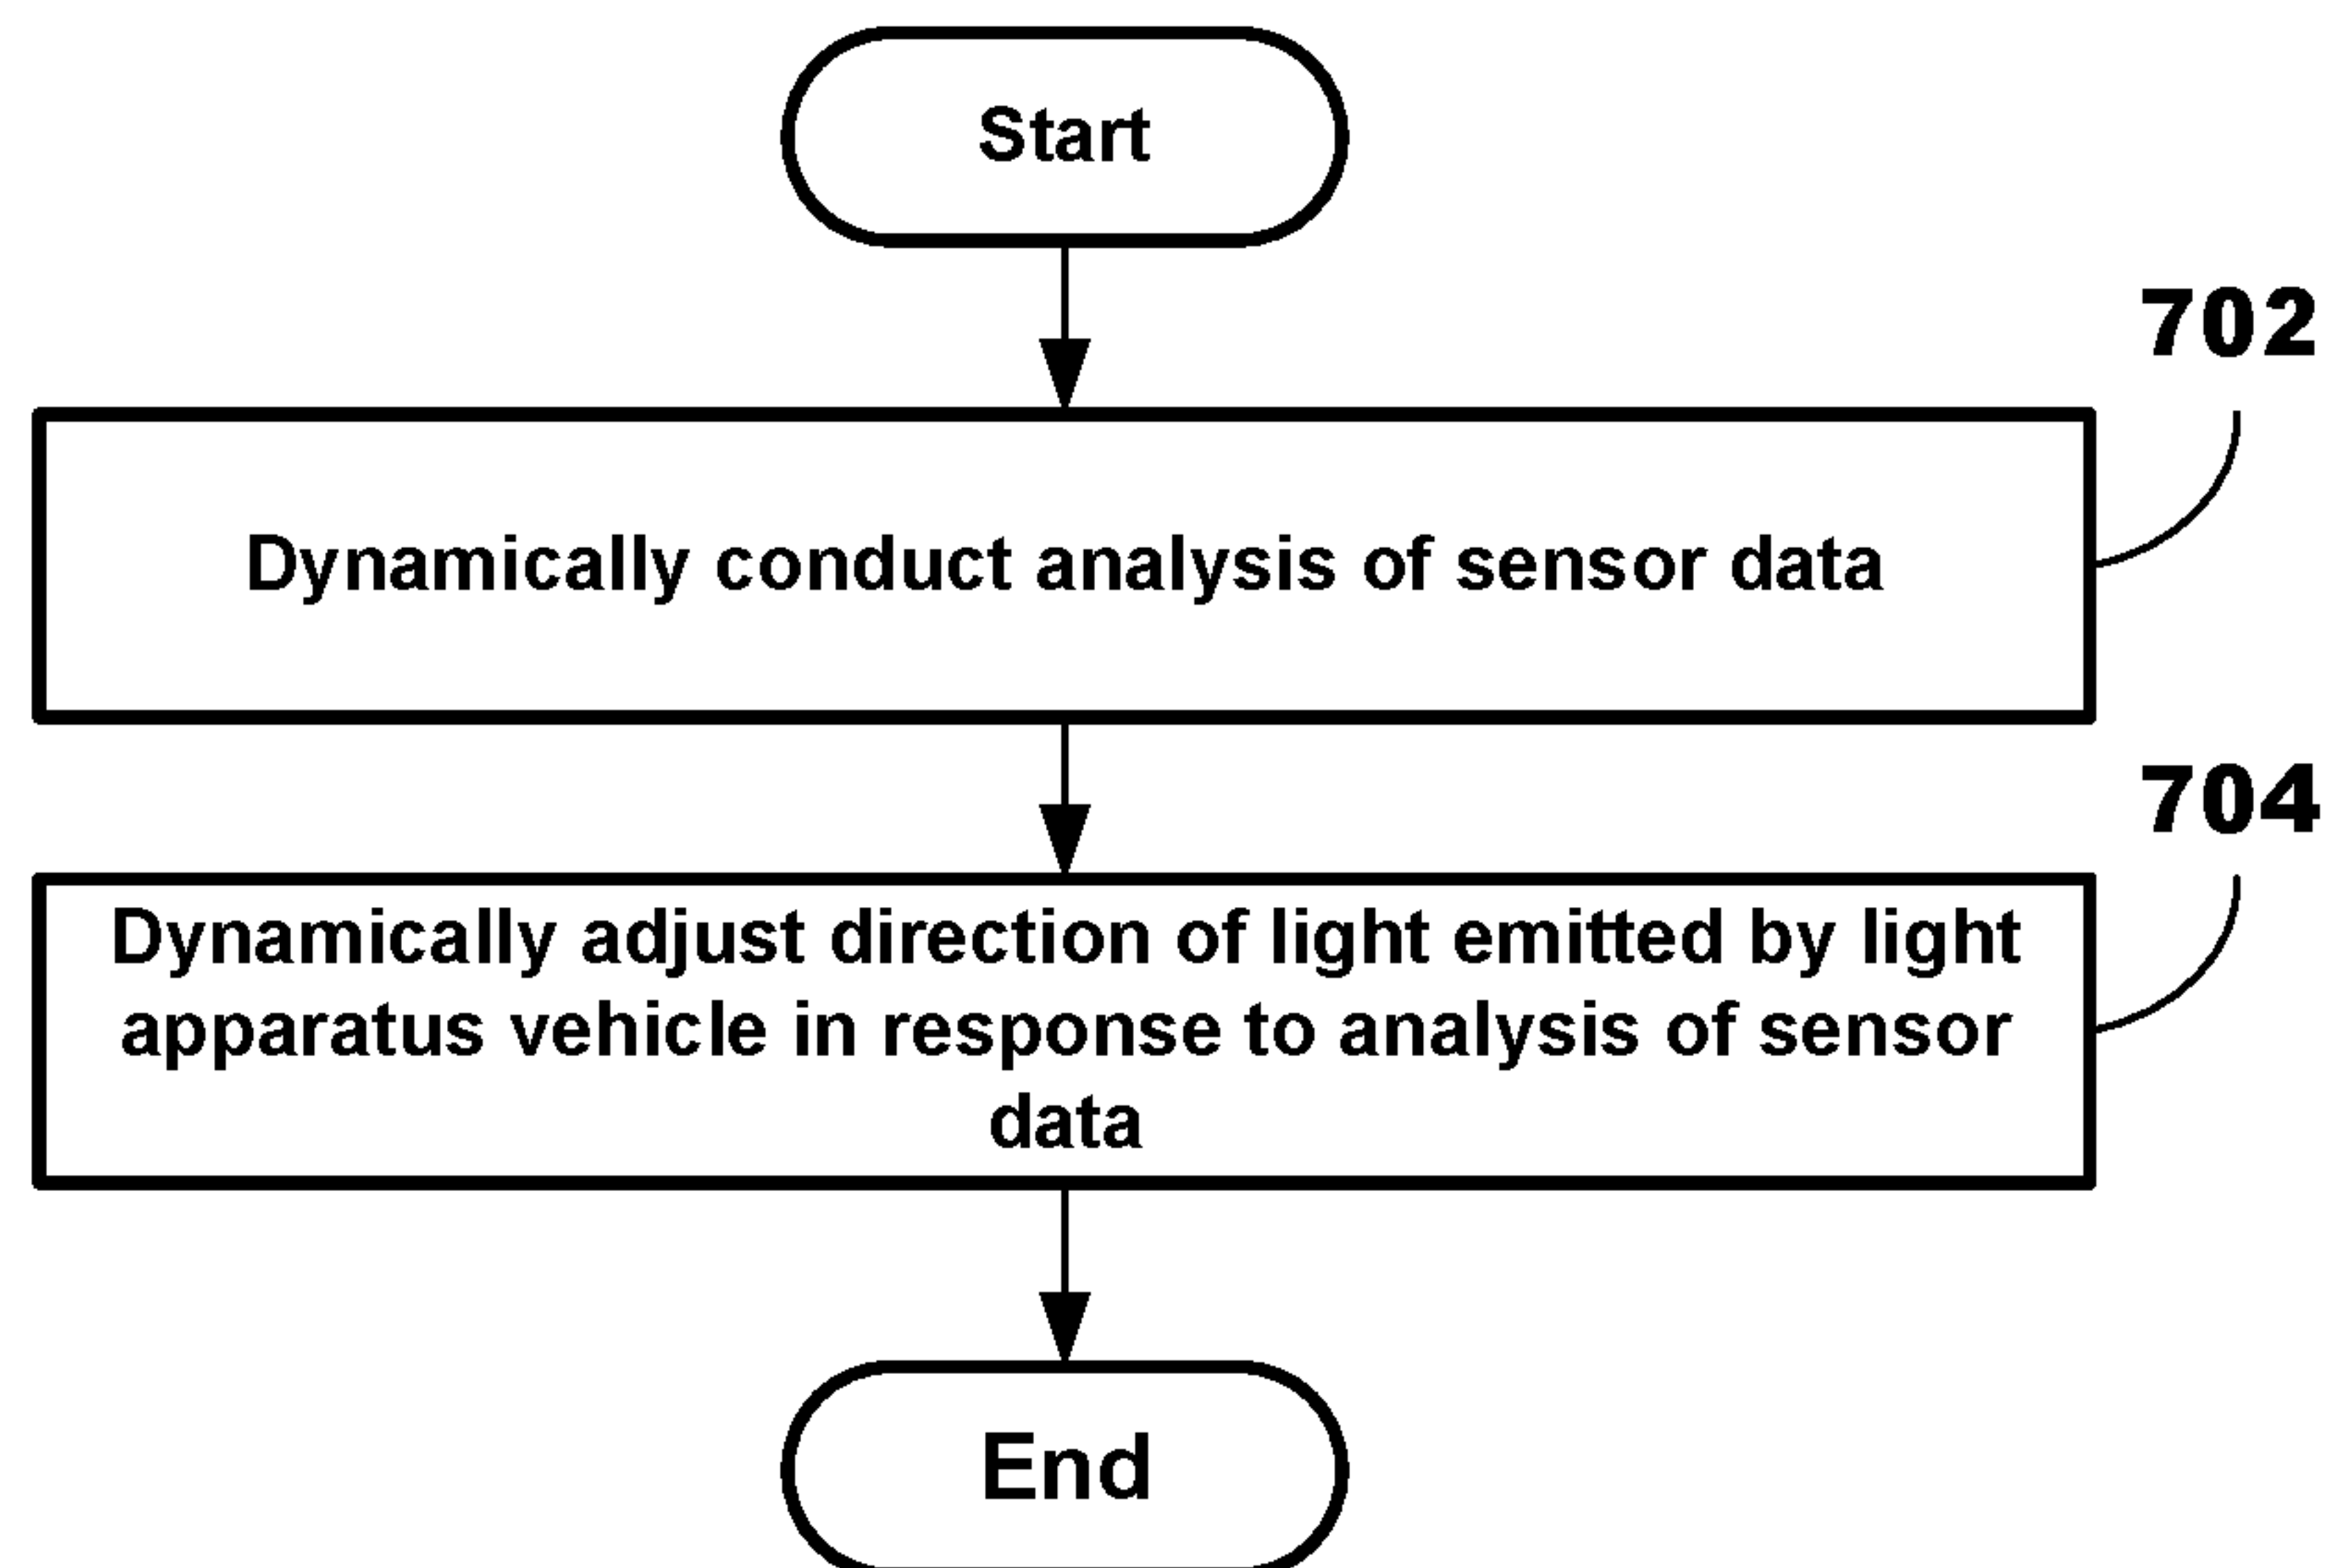 Start
702
Dynamically conduct analysis of sensor data
704
Dynamically adjust direction of light emitted by light
apparatus vehicle in response to analysis of sensor
data
End